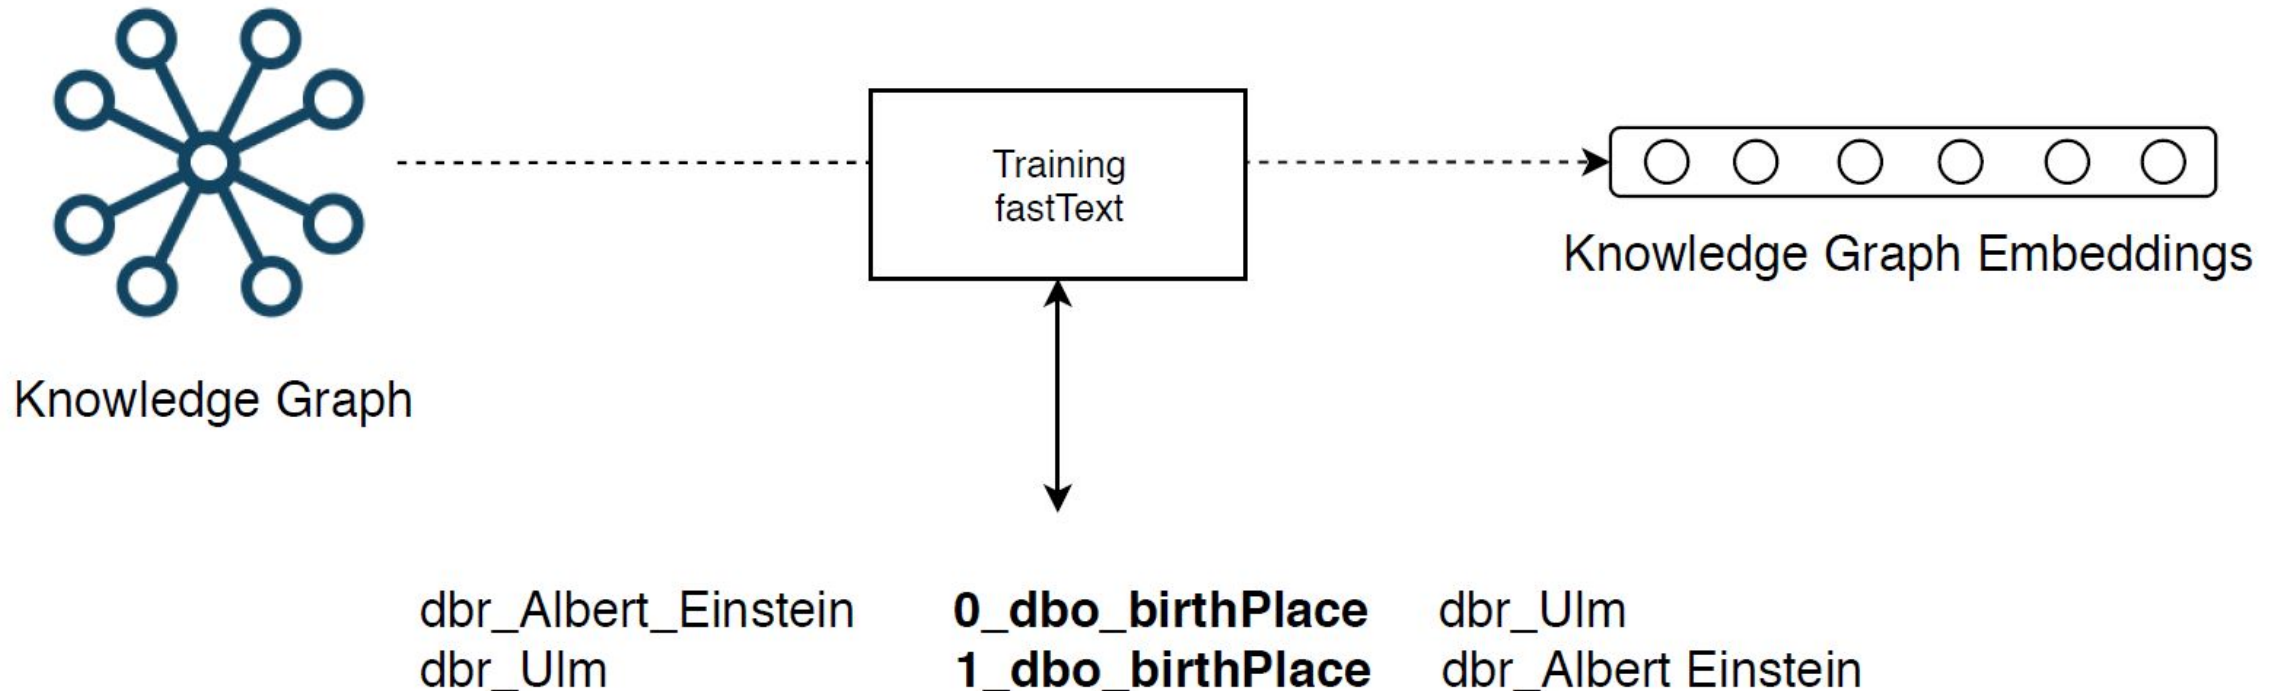 Training
fastText
Knowledge Graph Embeddings
Knowledge Graph
dbr_Albert_Einstein 0_dbo_birthPlace dbr_Ulm
dbr_Ulm 1_dbo_birthPlace dbr_Albert Einstein